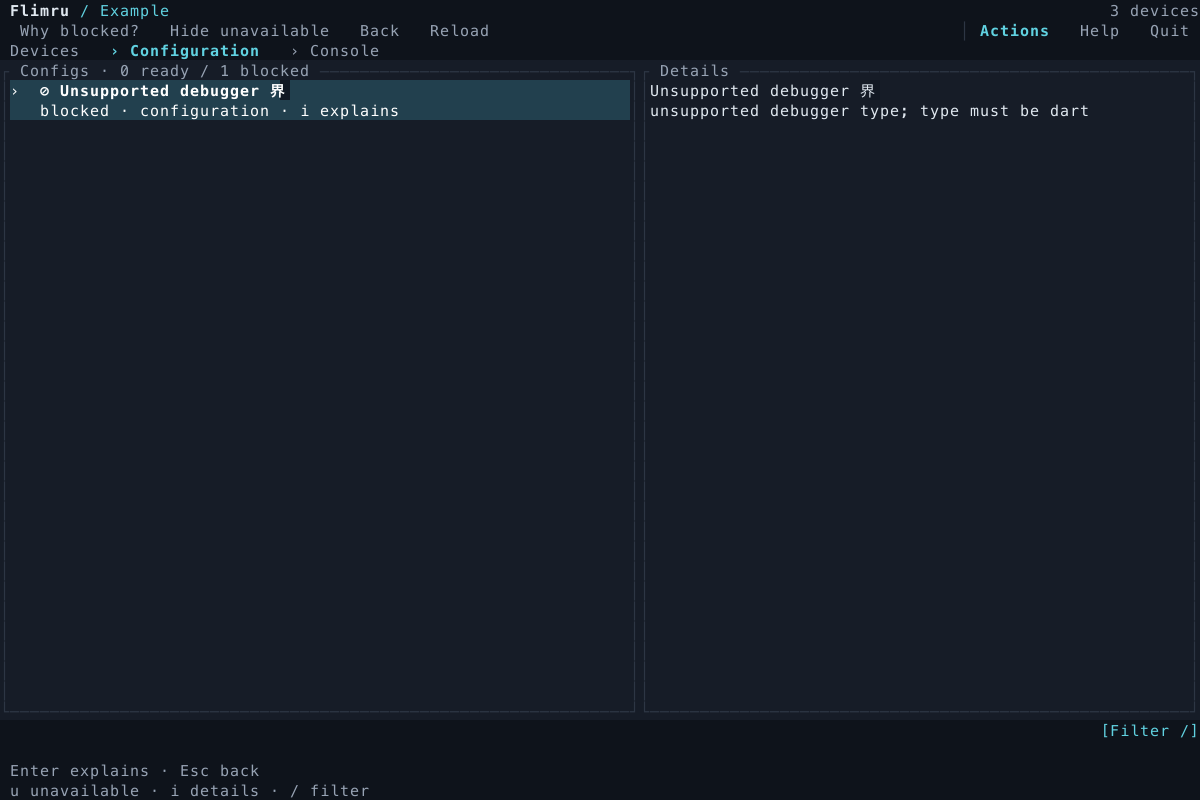 Flimru / Example 3 devices
Why blocked? Hide unavailable Back Reload Actions Help Quit
Devices › Configuration › Console
Configs · 0 ready / 1 blocked
› ⊘ Unsupported debugger 界
blocked · configuration · i explains
Details
Unsupported debugger 界
unsupported debugger type; type must be dart
[Filter /]
Enter explains · Esc back
u unavailable · i details · / filter